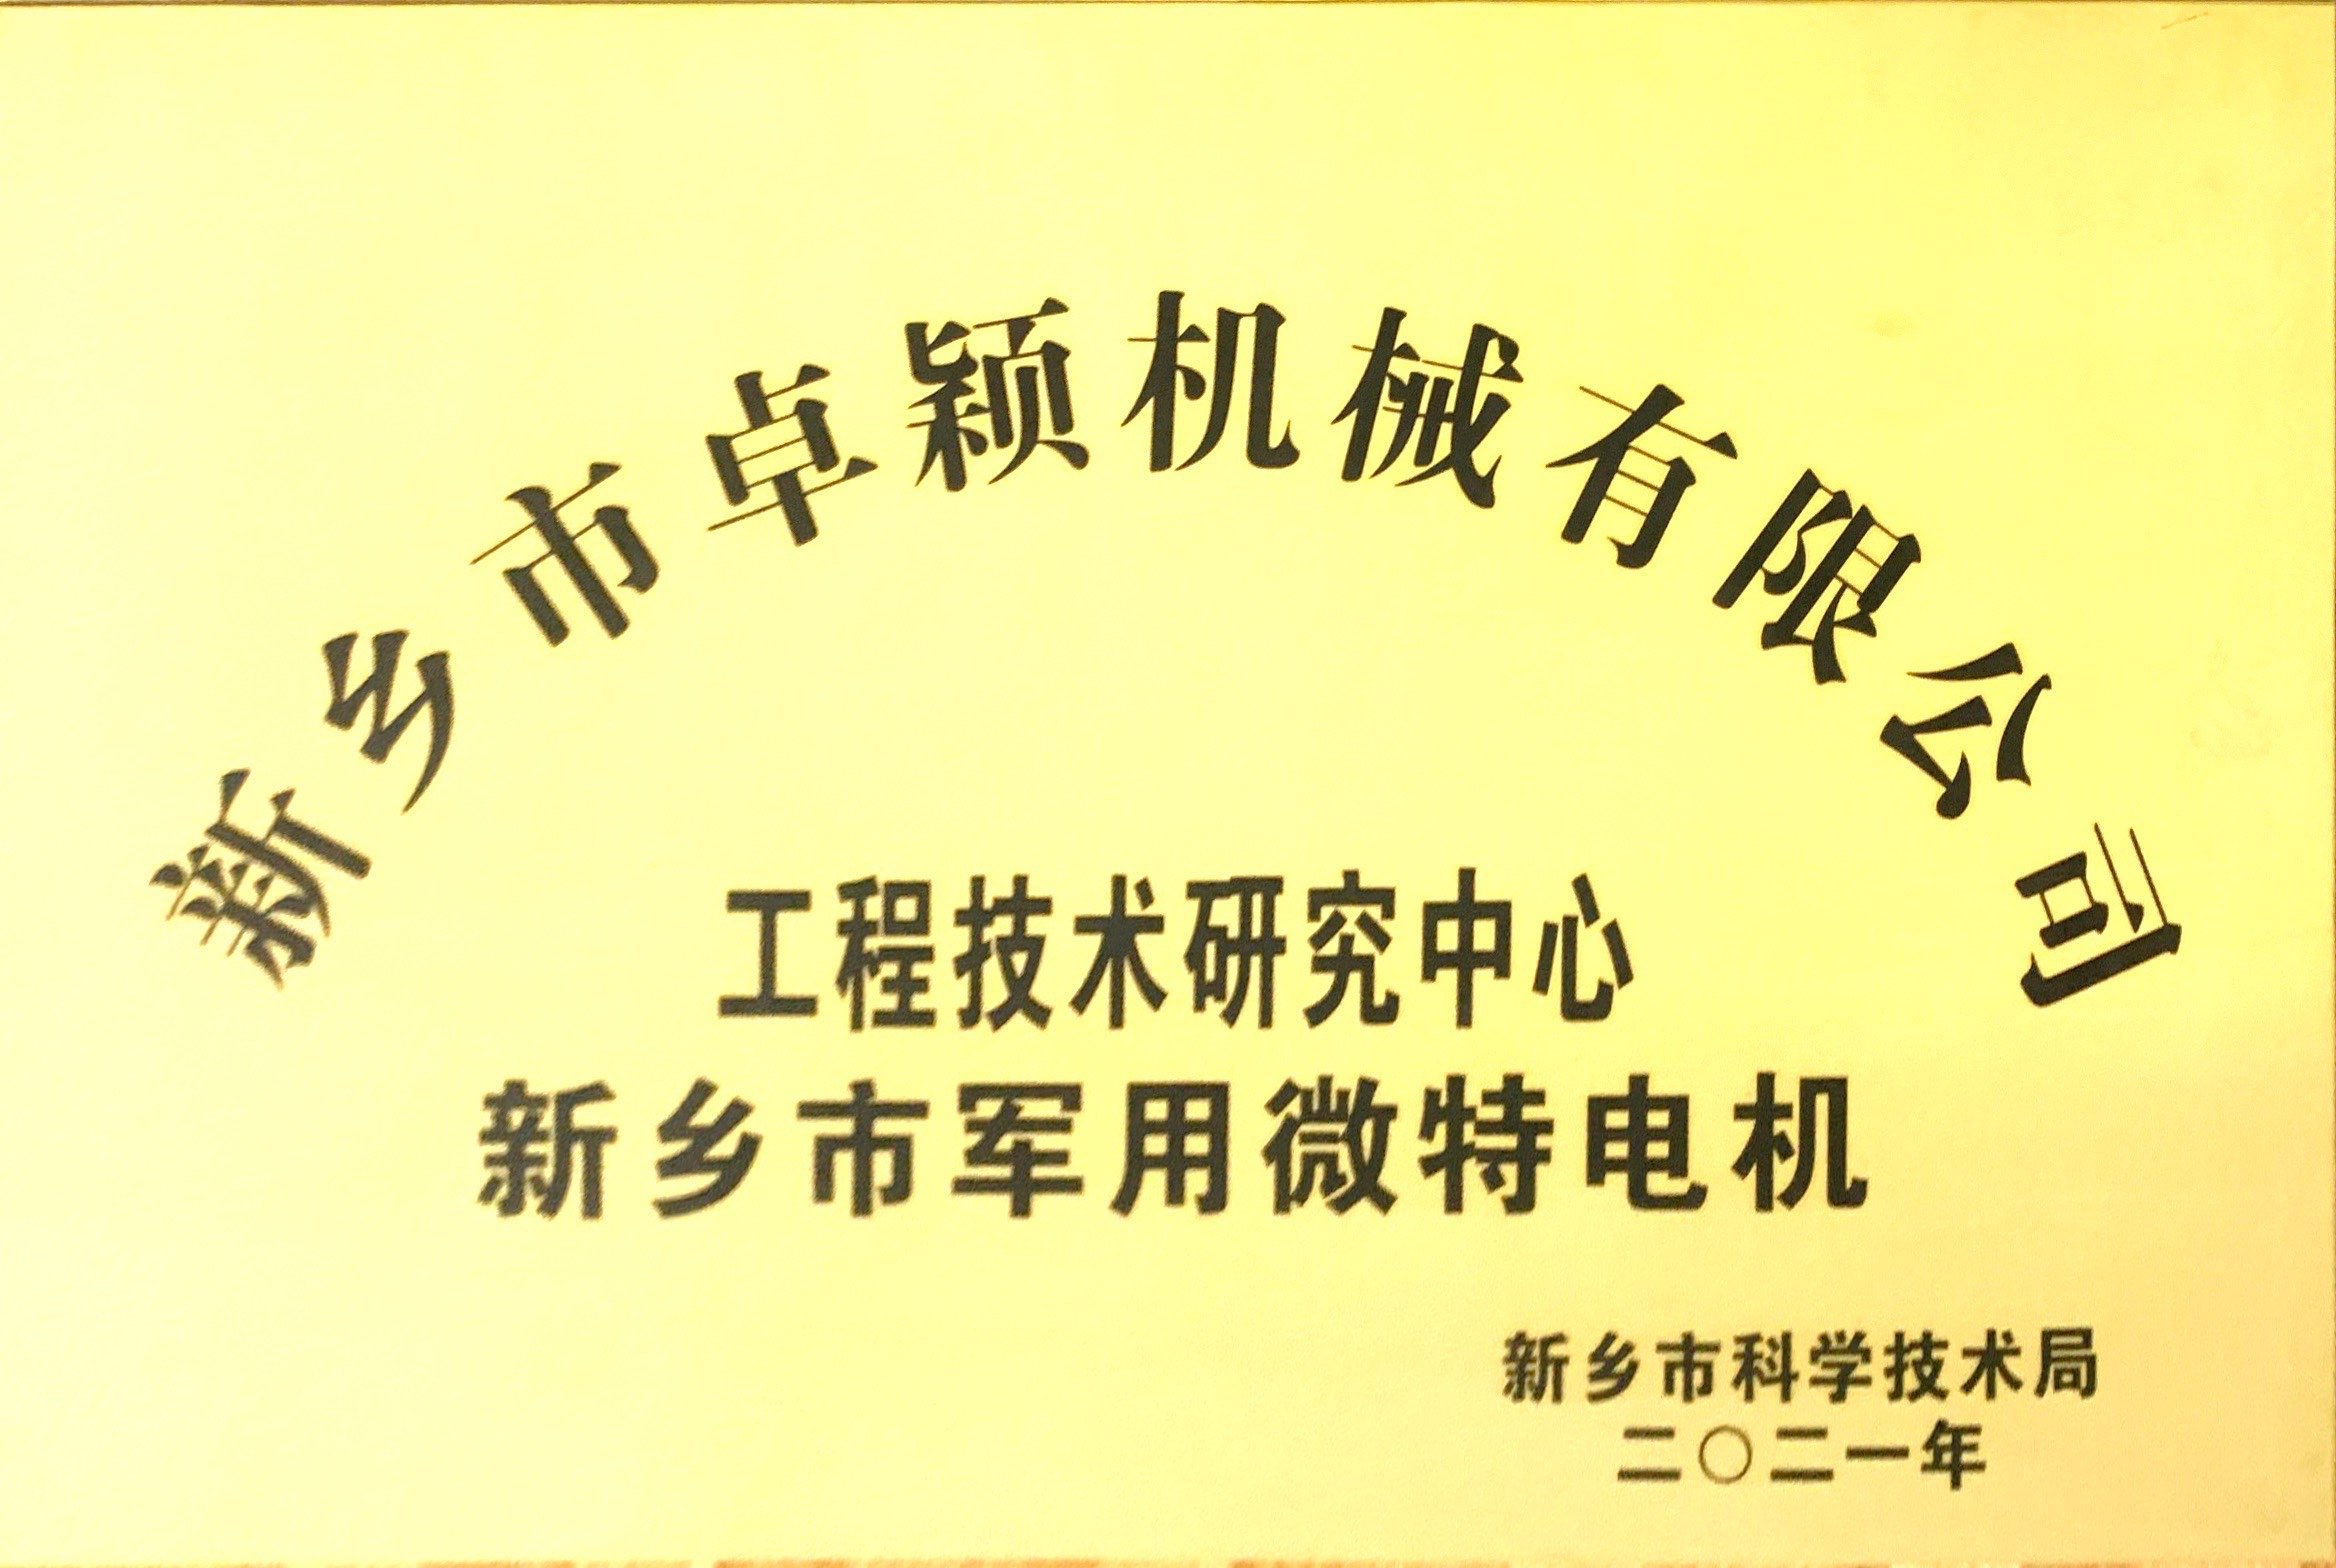 新乡市卓颖机械有限公司
工程技术研究中心
新乡市军用微特电机
新乡市科学技术局
二〇二一年